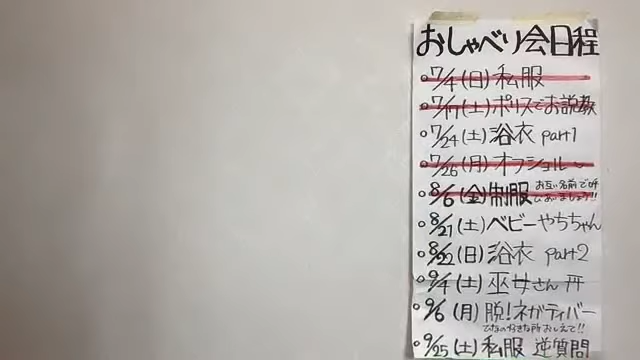 おしゃべり会日程
○7/4(日)私服
○7/17(土)ポリスでお説教
○7/24(土)浴衣 part1
○7/26(月)オフショル〜
○8/6(金)制服 お互い名前で呼びあいましょう!!
○8/21(土)ベビーやちちゃん
○8/22(日)浴衣 part2
○9/4(土)巫女さん
○9/6(月)脱!ネガティバー
好きな所おしえて!!
○9/25(土)私服 逆質問